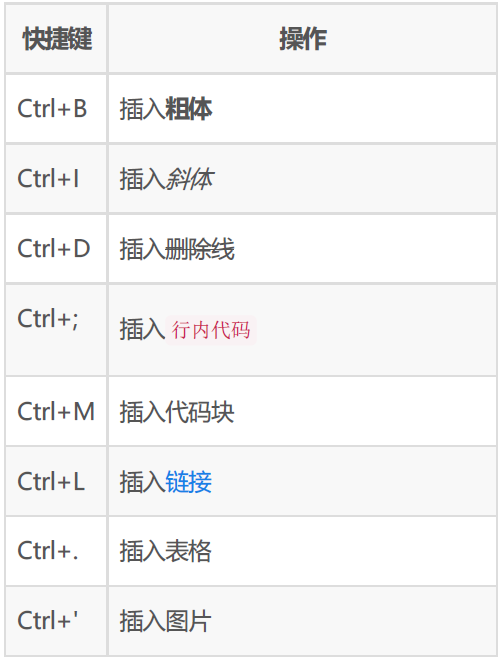 快捷键 操作
Ctrl+B 插入粗体
Ctrl+I 插入斜体
Ctrl+D 插入删除线
Ctrl+; 插入 行内代码
Ctrl+M 插入代码块
Ctrl+L 插入链接
Ctrl+. 插入表格
Ctrl+' 插入图片